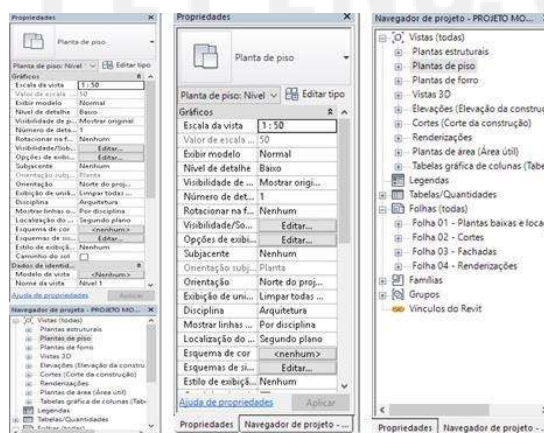 Propriedades
Planta de piso
Planta de piso: Nível
Editar tipo
Gráficos
Escala da vista 1 : 50
Valor de escala ... 50
Exibir modelo Normal
Nível de detalhe Baixo
Visibilidade de p... Mostrar original
Número de deta... 1
Rotacionar na f... Nenhum
Visibilidade/Sob... Editar...
Opções de exibi... Editar...
Subjacente Nenhum
Orientação subj... Planta
Orientação Norte do proj...
Exibição de uniã... Limpar todas ...
Disciplina Arquitetura
Mostrar linhas o... Por disciplina
Localização do ... Segundo plano
Esquema de cor <nenhum>
Esquemas de sis... Editar...
Estilo de exibiçã... Nenhum
Caminho do sol
Dados de identid...
Modelo de vista <Nenhum>
Nome da vista Nível 1
Ajuda de propriedades Aplicar
Navegador de projeto - PROJETO MO...
Vistas (todas)
Plantas estruturais
Plantas de piso
Plantas de forro
Vistas 3D
Elevações (Elevação da constru
Cortes (Corte da construção)
Renderizações
Plantas de área (Área útil)
Tabelas gráfica de colunas (Tab
Legendas
Tabelas/Quantidades
Folhas (todas)
Propriedades
Planta de piso
Planta de piso: Nível
Editar tipo
Gráficos
Escala da vista 1 : 50
Valor de escala ... 50
Exibir modelo Normal
Nível de detalhe Baixo
Visibilidade de ... Mostrar origi...
Número de det... 1
Rotacionar na f... Nenhum
Visibilidade/So... Editar...
Opções de exibi... Editar...
Subjacente Nenhum
Orientação subj... Planta
Orientação Norte do proj...
Exibição de uni... Limpar todas ...
Disciplina Arquitetura
Mostrar linhas ... Por disciplina
Localização do ... Segundo plano
Esquema de cor <nenhum>
Esquemas de si... Editar...
Estilo de exibiçã... Nenhum
Ajuda de propriedades Aplicar
Propriedades Navegador de projeto - ...
Navegador de projeto - PROJETO MO...
Vistas (todas)
Plantas estruturais
Plantas de piso
Plantas de forro
Vistas 3D
Elevações (Elevação da construç
Cortes (Corte da construção)
Renderizações
Plantas de área (Área útil)
Tabelas gráfica de colunas (Tabe
Legendas
Tabelas/Quantidades
Folhas (todas)
Folha 01 - Plantas baixas e loca
Folha 02 - Cortes
Folha 03 - Fachadas
Folha 04 - Renderizações
Famílias
Grupos
Vínculos do Revit
Propriedades Navegador de projeto - ...